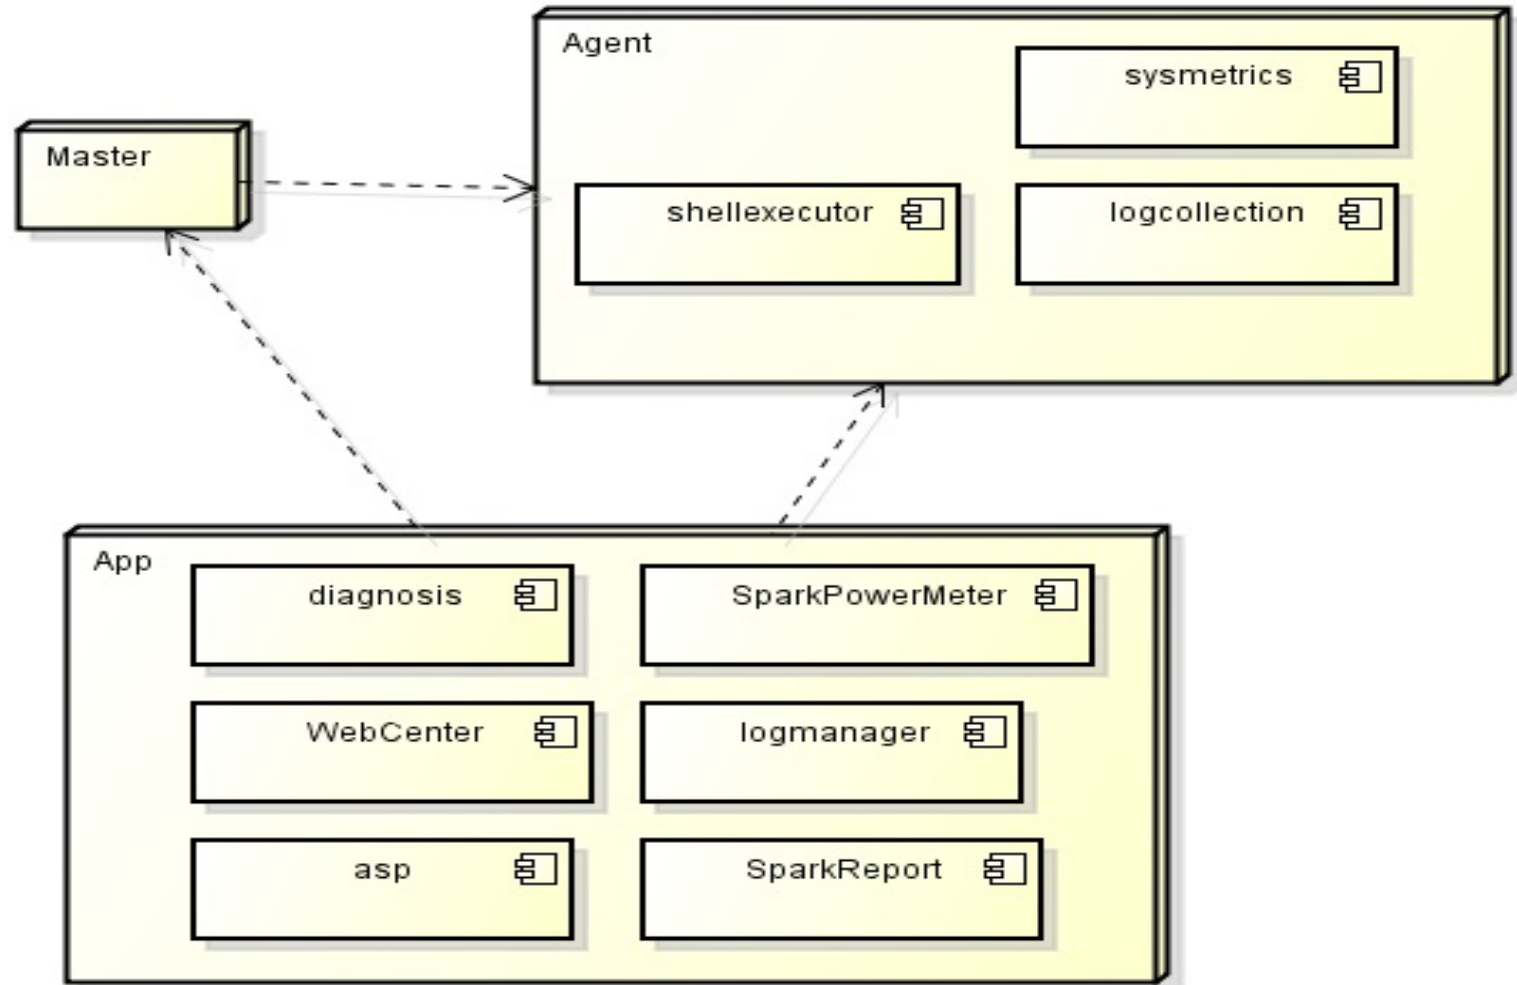 Agent
sysmetrics
Master
shellexecutor
logcollection
App
diagnosis
SparkPowerMeter
WebCenter
logmanager
asp
SparkReport